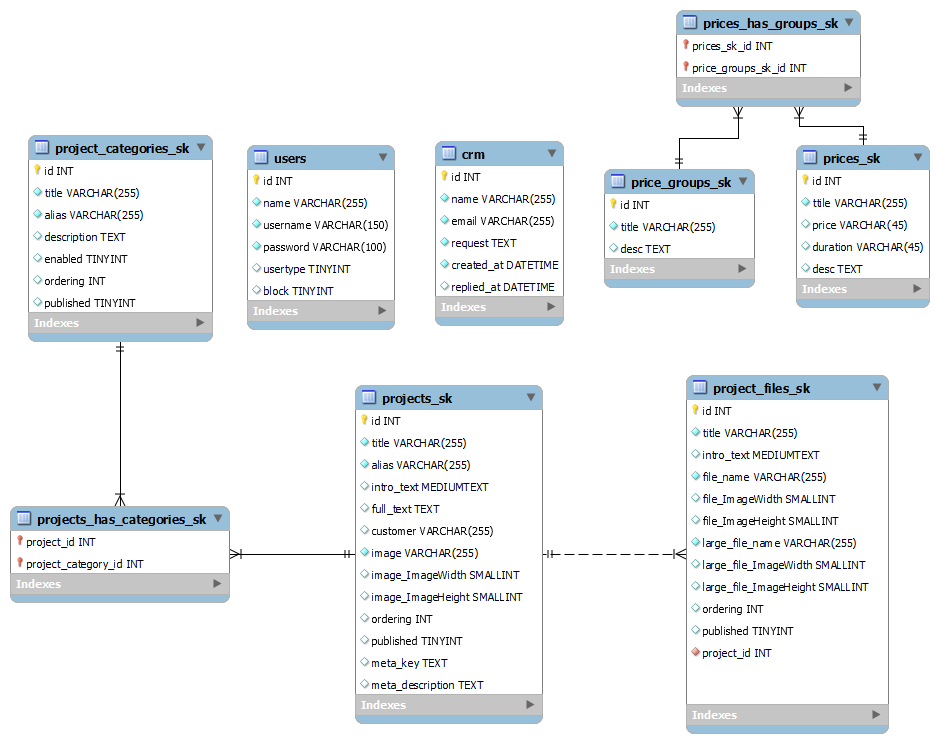 prices_has_groups_sk
prices_sk_id INT
price_groups_sk_id INT
Indexes
project_categories_sk
id INT
title VARCHAR(255)
alias VARCHAR(255)
description TEXT
enabled TINYINT
ordering INT
published TINYINT
Indexes
users
id INT
name VARCHAR(255)
username VARCHAR(150)
password VARCHAR(100)
usertype TINYINT
block TINYINT
Indexes
crm
id INT
name VARCHAR(255)
email VARCHAR(255)
request TEXT
created_at DATETIME
replied_at DATETIME
Indexes
price_groups_sk
id INT
title VARCHAR(255)
desc TEXT
Indexes
prices_sk
id INT
ttile VARCHAR(255)
price VARCHAR(45)
duration VARCHAR(45)
desc TEXT
Indexes
projects_has_categories_sk
project_id INT
project_category_id INT
Indexes
projects_sk
id INT
title VARCHAR(255)
alias VARCHAR(255)
intro_text MEDIUMTEXT
full_text TEXT
customer VARCHAR(255)
image VARCHAR(255)
image_ImageWidth SMALLINT
image_ImageHeight SMALLINT
ordering INT
published TINYINT
meta_key TEXT
meta_description TEXT
Indexes
project_files_sk
id INT
title VARCHAR(255)
intro_text MEDIUMTEXT
file_name VARCHAR(255)
file_ImageWidth SMALLINT
file_ImageHeight SMALLINT
large_file_name VARCHAR(255)
large_file_ImageWidth SMALLINT
large_file_ImageHeight SMALLINT
ordering INT
published TINYINT
project_id INT
Indexes